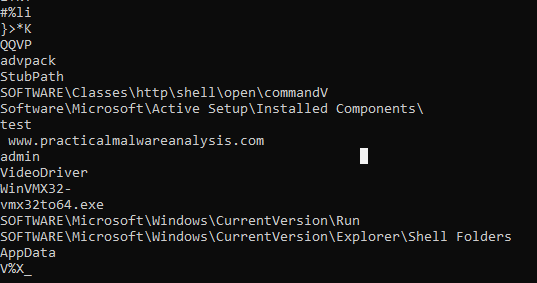 #%li
}>*K
QQVP
advpack
StubPath
SOFTWARE\Classes\http\shell\open\commandV
Software\Microsoft\Active Setup\Installed Components\
test
www.practicalmalwareanalysis.com
admin
VideoDriver
WinVMX32-
vmx32to64.exe
SOFTWARE\Microsoft\Windows\CurrentVersion\Run
SOFTWARE\Microsoft\Windows\CurrentVersion\Explorer\Shell Folders
AppData
V%X_